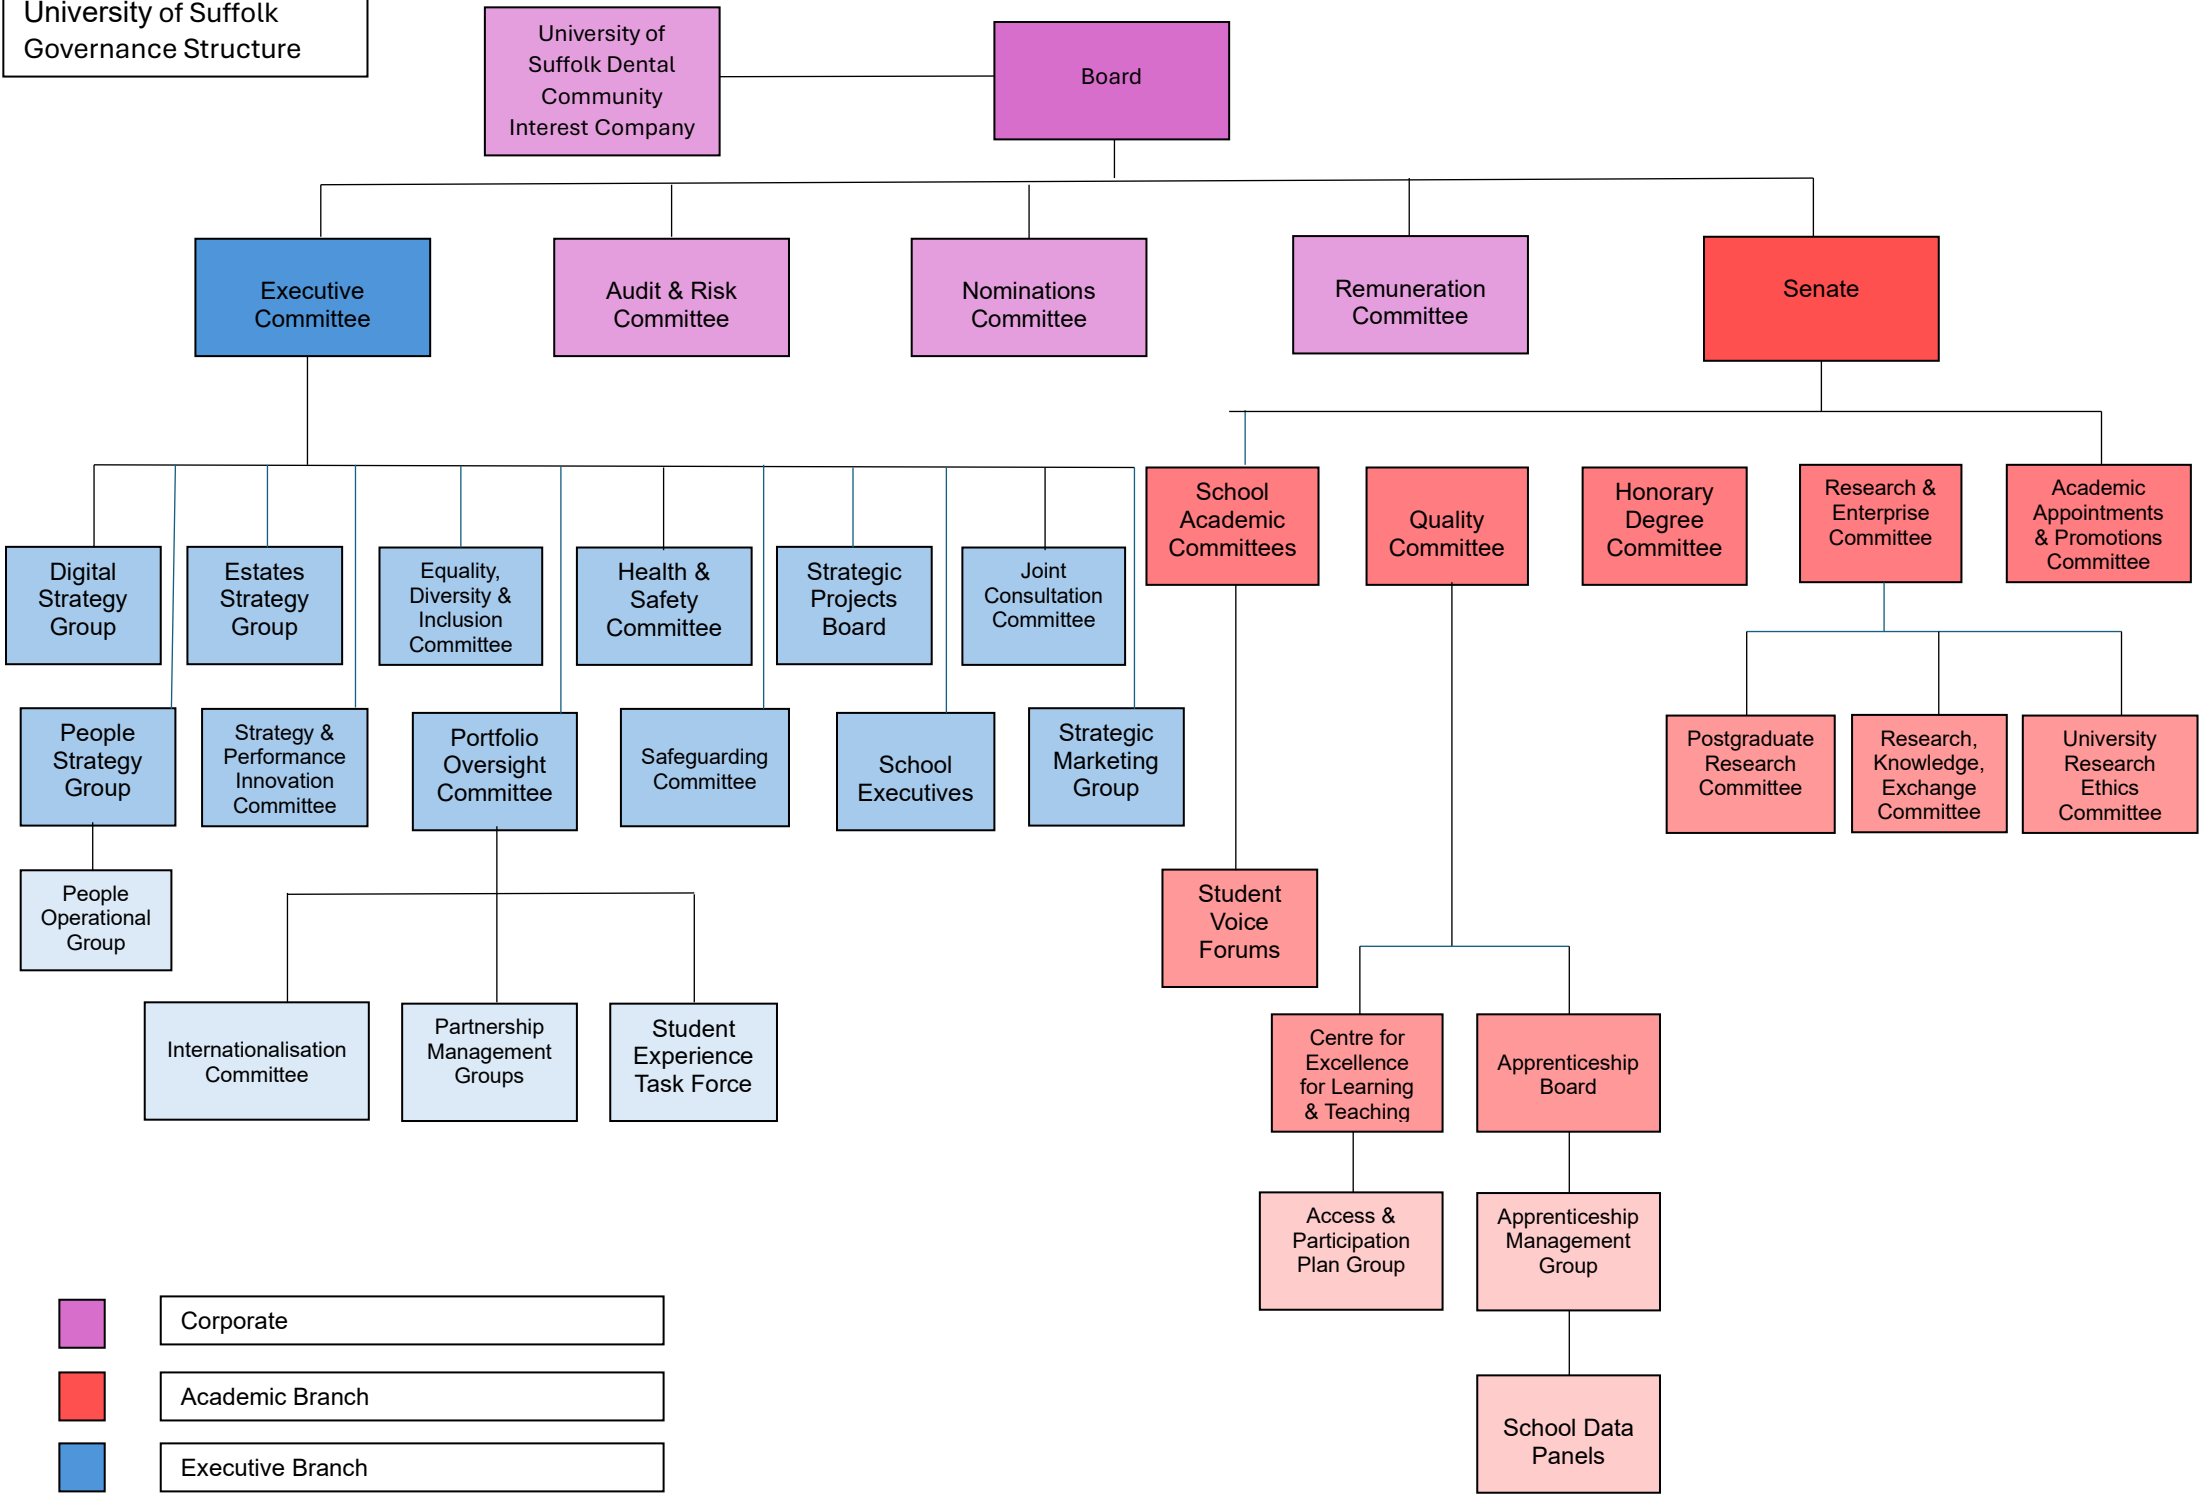 University of Suffolk
Governance Structure
University of
Suffolk Dental
Community
Interest Company
Board
Executive
Committee
Audit & Risk
Committee
Nominations
Committee
Remuneration
Committee
Senate
School
Academic
Committees
Quality
Committee
Honorary
Degree
Committee
Research &
Enterprise
Committee
Academic
Appointments
& Promotions
Committee
Digital
Strategy
Group
Estates
Strategy
Group
Equality,
Diversity &
Inclusion
Committee
Health &
Safety
Committee
Strategic
Projects
Board
Joint
Consultation
Committee
People
Strategy
Group
Strategy &
Performance
Innovation
Committee
Portfolio
Oversight
Committee
Safeguarding
Committee
School
Executives
Strategic
Marketing
Group
Postgraduate
Research
Committee
Research,
Knowledge,
Exchange
Committee
University
Research
Ethics
Committee
People
Operational
Group
Student
Voice
Forums
Internationalisation
Committee
Partnership
Management
Groups
Student
Experience
Task Force
Centre for
Excellence
for Learning
& Teaching
Apprenticeship
Board
Access &
Participation
Plan Group
Apprenticeship
Management
Group
School Data
Panels
Corporate
Academic Branch
Executive Branch